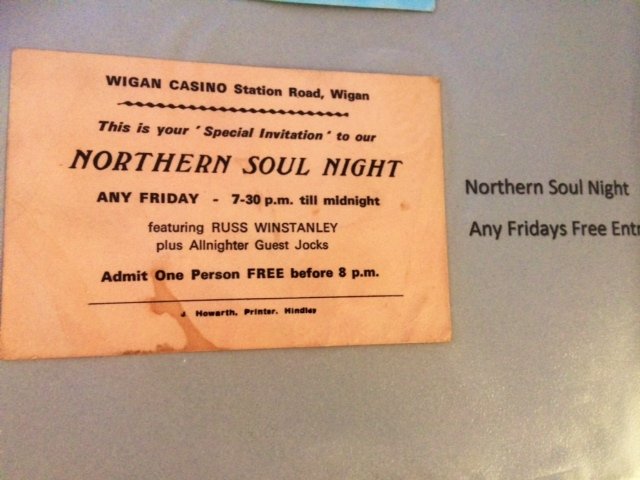 WIGAN CASINO Station Road, Wigan
This is your 'Special Invitation' to our
NORTHERN SOUL NIGHT
ANY FRIDAY - 7-30 p.m. till midnight
featuring RUSS WINSTANLEY
plus Allnighter Guest Jocks
Admit One Person FREE before 8 p.m.
J. Howarth, Printer, Hindley
Northern Soul Night
Any Fridays Free Entr